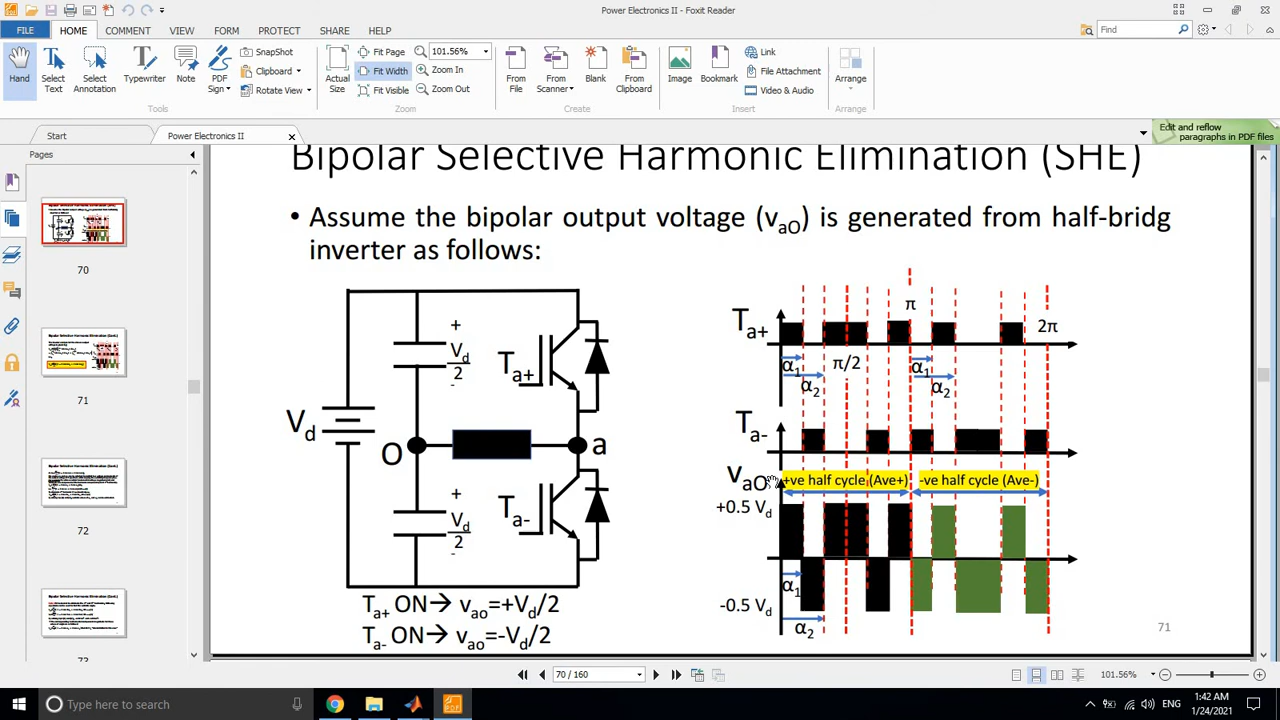 Power Electronics II - Foxit Reader
FILE HOME COMMENT VIEW FORM PROTECT SHARE HELP Find
Hand
Select Text
Select Annotation
Typewriter
Note
PDF Sign
SnapShot
Clipboard
Rotate View
Tools
Actual Size
Fit Page
Fit Width
Fit Visible
101.56%
Zoom In
Zoom Out
Zoom
From File
From Scanner
Blank
From Clipboard
Create
Image
Bookmark
Link
File Attachment
Video & Audio
Insert
Arrange
Arrange
Start
Power Electronics II
Edit and reflow
paragraphs in PDF files
Pages
70
71
72
73
Bipolar Selective Harmonic Elimination (SHE)
• Assume the bipolar output voltage (vaO) is generated from half-bridg
inverter as follows:
Vd
+
Vd
2
-
O
a
+
Vd
2
-
Ta+
Ta-
Ta+ ON→ vao=+Vd/2
Ta- ON→ vao=-Vd/2
Ta+
π
2π
α1
α2
π/2
α1
α2
Ta-
vaO
+ve half cycle (Ave+)
-ve half cycle (Ave-)
+0.5 Vd
α1
-0.5 Vd
α2
71
70 / 160
101.56%
Type here to search
ENG
1:42 AM
1/24/2021